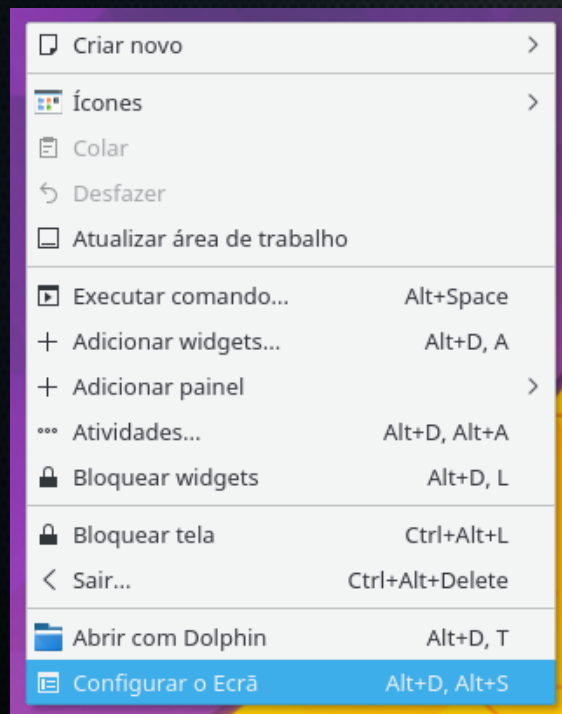 Criar novo
Ícones
Colar
Desfazer
Atualizar área de trabalho
Executar comando... Alt+Space
Adicionar widgets... Alt+D, A
Adicionar painel
Atividades... Alt+D, Alt+A
Bloquear widgets Alt+D, L
Bloquear tela Ctrl+Alt+L
Sair... Ctrl+Alt+Delete
Abrir com Dolphin Alt+D, T
Configurar o Ecrã Alt+D, Alt+S